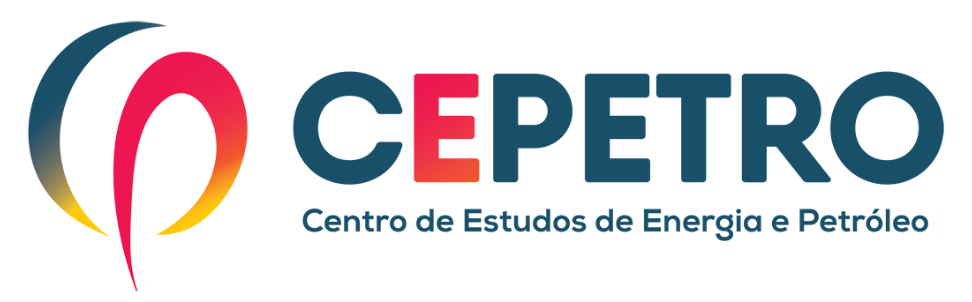 CEPETRO
Centro de Estudos de Energia e Petróleo